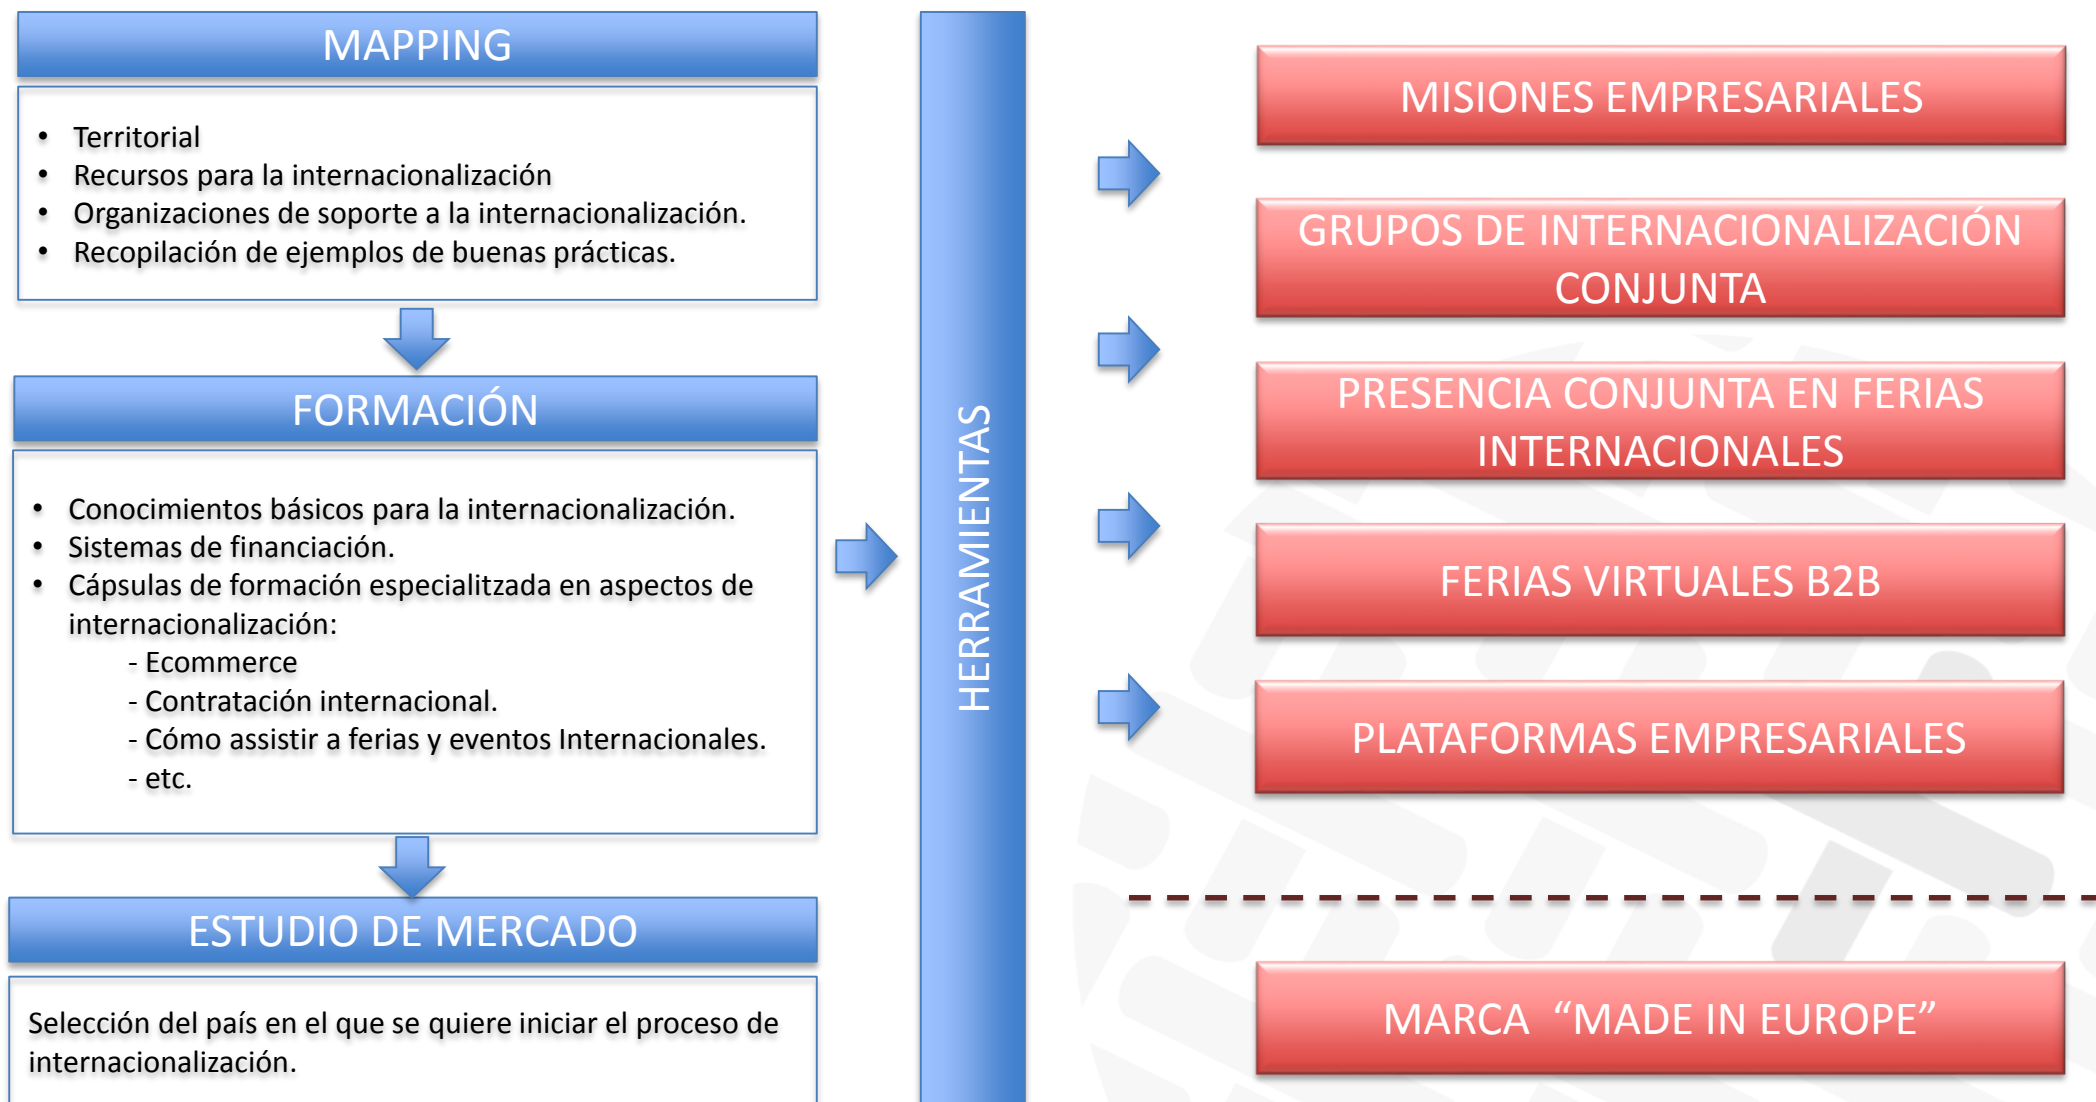 MAPPING
• Territorial
• Recursos para la internacionalización
• Organizaciones de soporte a la internacionalización.
• Recopilación de ejemplos de buenas prácticas.
FORMACIÓN
• Conocimientos básicos para la internacionalización.
• Sistemas de financiación.
• Cápsulas de formación especialitzada en aspectos de
internacionalización:
- Ecommerce
- Contratación internacional.
- Cómo assistir a ferias y eventos Internacionales.
- etc.
ESTUDIO DE MERCADO
Selección del país en el que se quiere iniciar el proceso de
internacionalización.
HERRAMIENTAS
MISIONES EMPRESARIALES
GRUPOS DE INTERNACIONALIZACIÓN
CONJUNTA
PRESENCIA CONJUNTA EN FERIAS
INTERNACIONALES
FERIAS VIRTUALES B2B
PLATAFORMAS EMPRESARIALES
MARCA “MADE IN EUROPE”